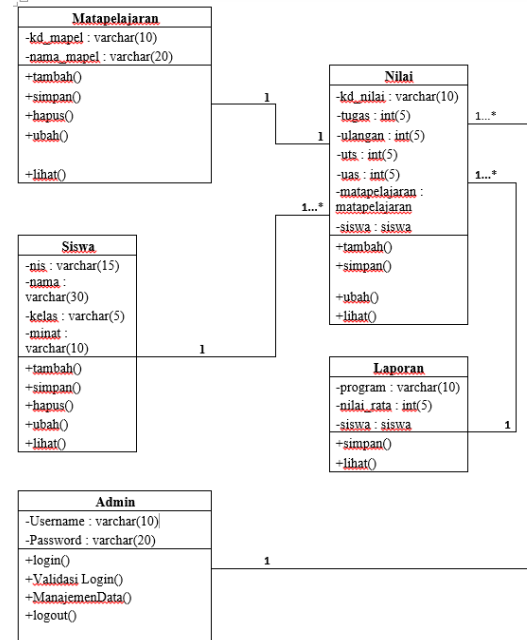 Matapelajaran
-kd_mapel : varchar(10)
-nama_mapel : varchar(20)
+tambah()
+simpan()
+hapus()
+ubah()
+lihat()
1
1
Nilai
-kd_nilai : varchar(10)
-tugas : int(5)
-ulangan : int(5)
-uts : int(5)
-uas : int(5)
-matapelajaran :
matapelajaran
-siswa : siswa
+tambah()
+simpan()
+ubah()
+lihat()
1...*
1...*
1...*
Siswa
-nis : varchar(15)
-nama :
varchar(30)
-kelas : varchar(5)
-minat :
varchar(10)
+tambah()
+simpan()
+hapus()
+ubah()
+lihat()
1
Laporan
-program : varchar(10)
-nilai_rata : int(5)
-siswa : siswa
+simpan()
+lihat()
1
Admin
-Username : varchar(10)
-Password : varchar(20)
+login()
+Validasi Login()
+ManajemenData()
+logout()
1